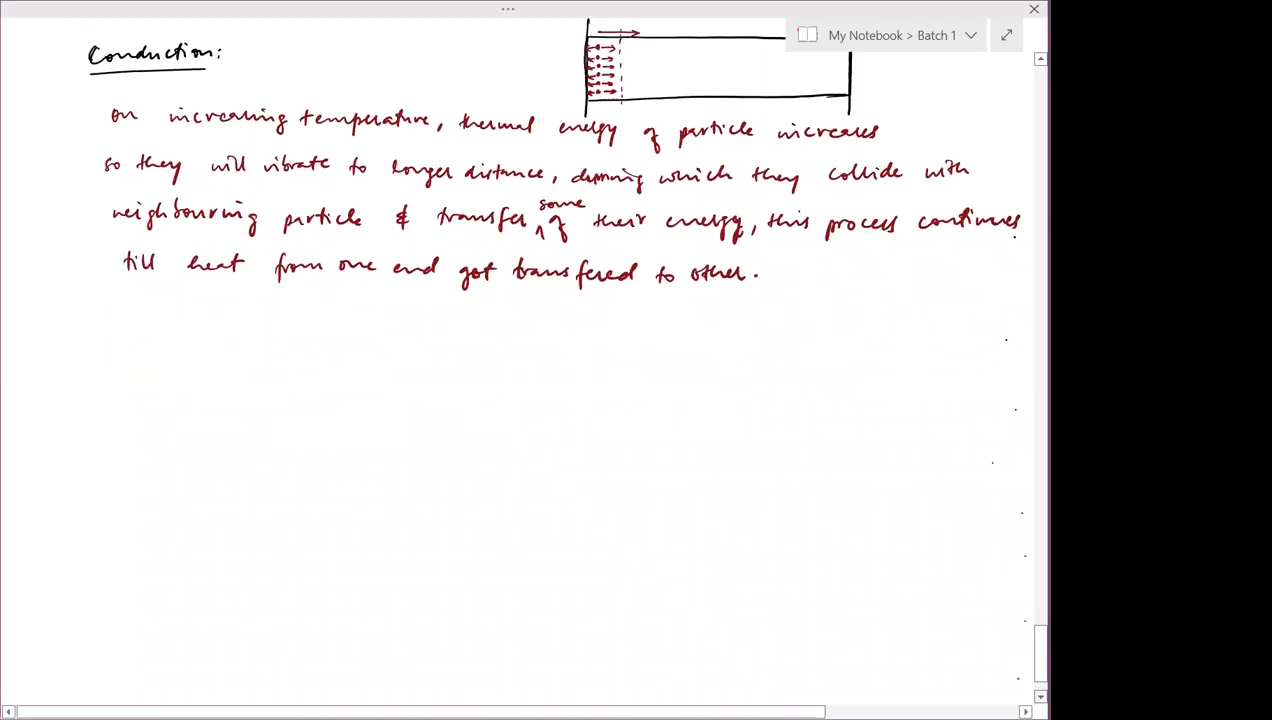 My Notebook > Batch 1
Conduction:
On increasing temperature, thermal energy of particle increases
so they will vibrate to longer distance, during which they collide with
neighbouring particle & transfer some of their energy, this process continues
till heat from one end got transfered to other.